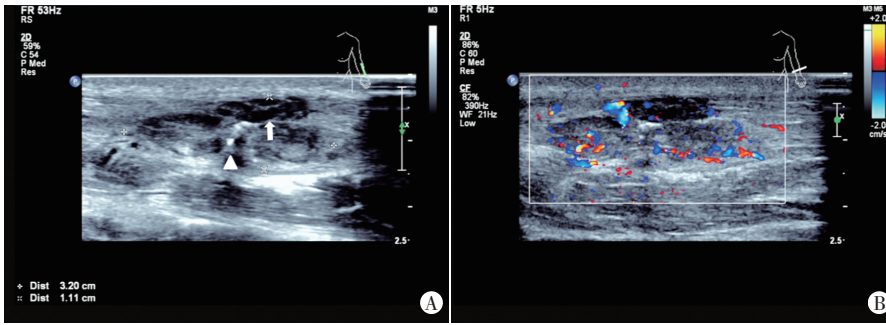 FR 53Hz
RS
2D
59%
C 54
P Med
Res
M3
P
x
2.5
Dist 3.20 cm
Dist 1.11 cm
A
FR 5Hz
R1
2D
86%
C 60
P Med
Res
CF
82%
390Hz
WF 21Hz
Low
M3 M5
+2.0
-2.0
cm/s
P
x
2.5
B